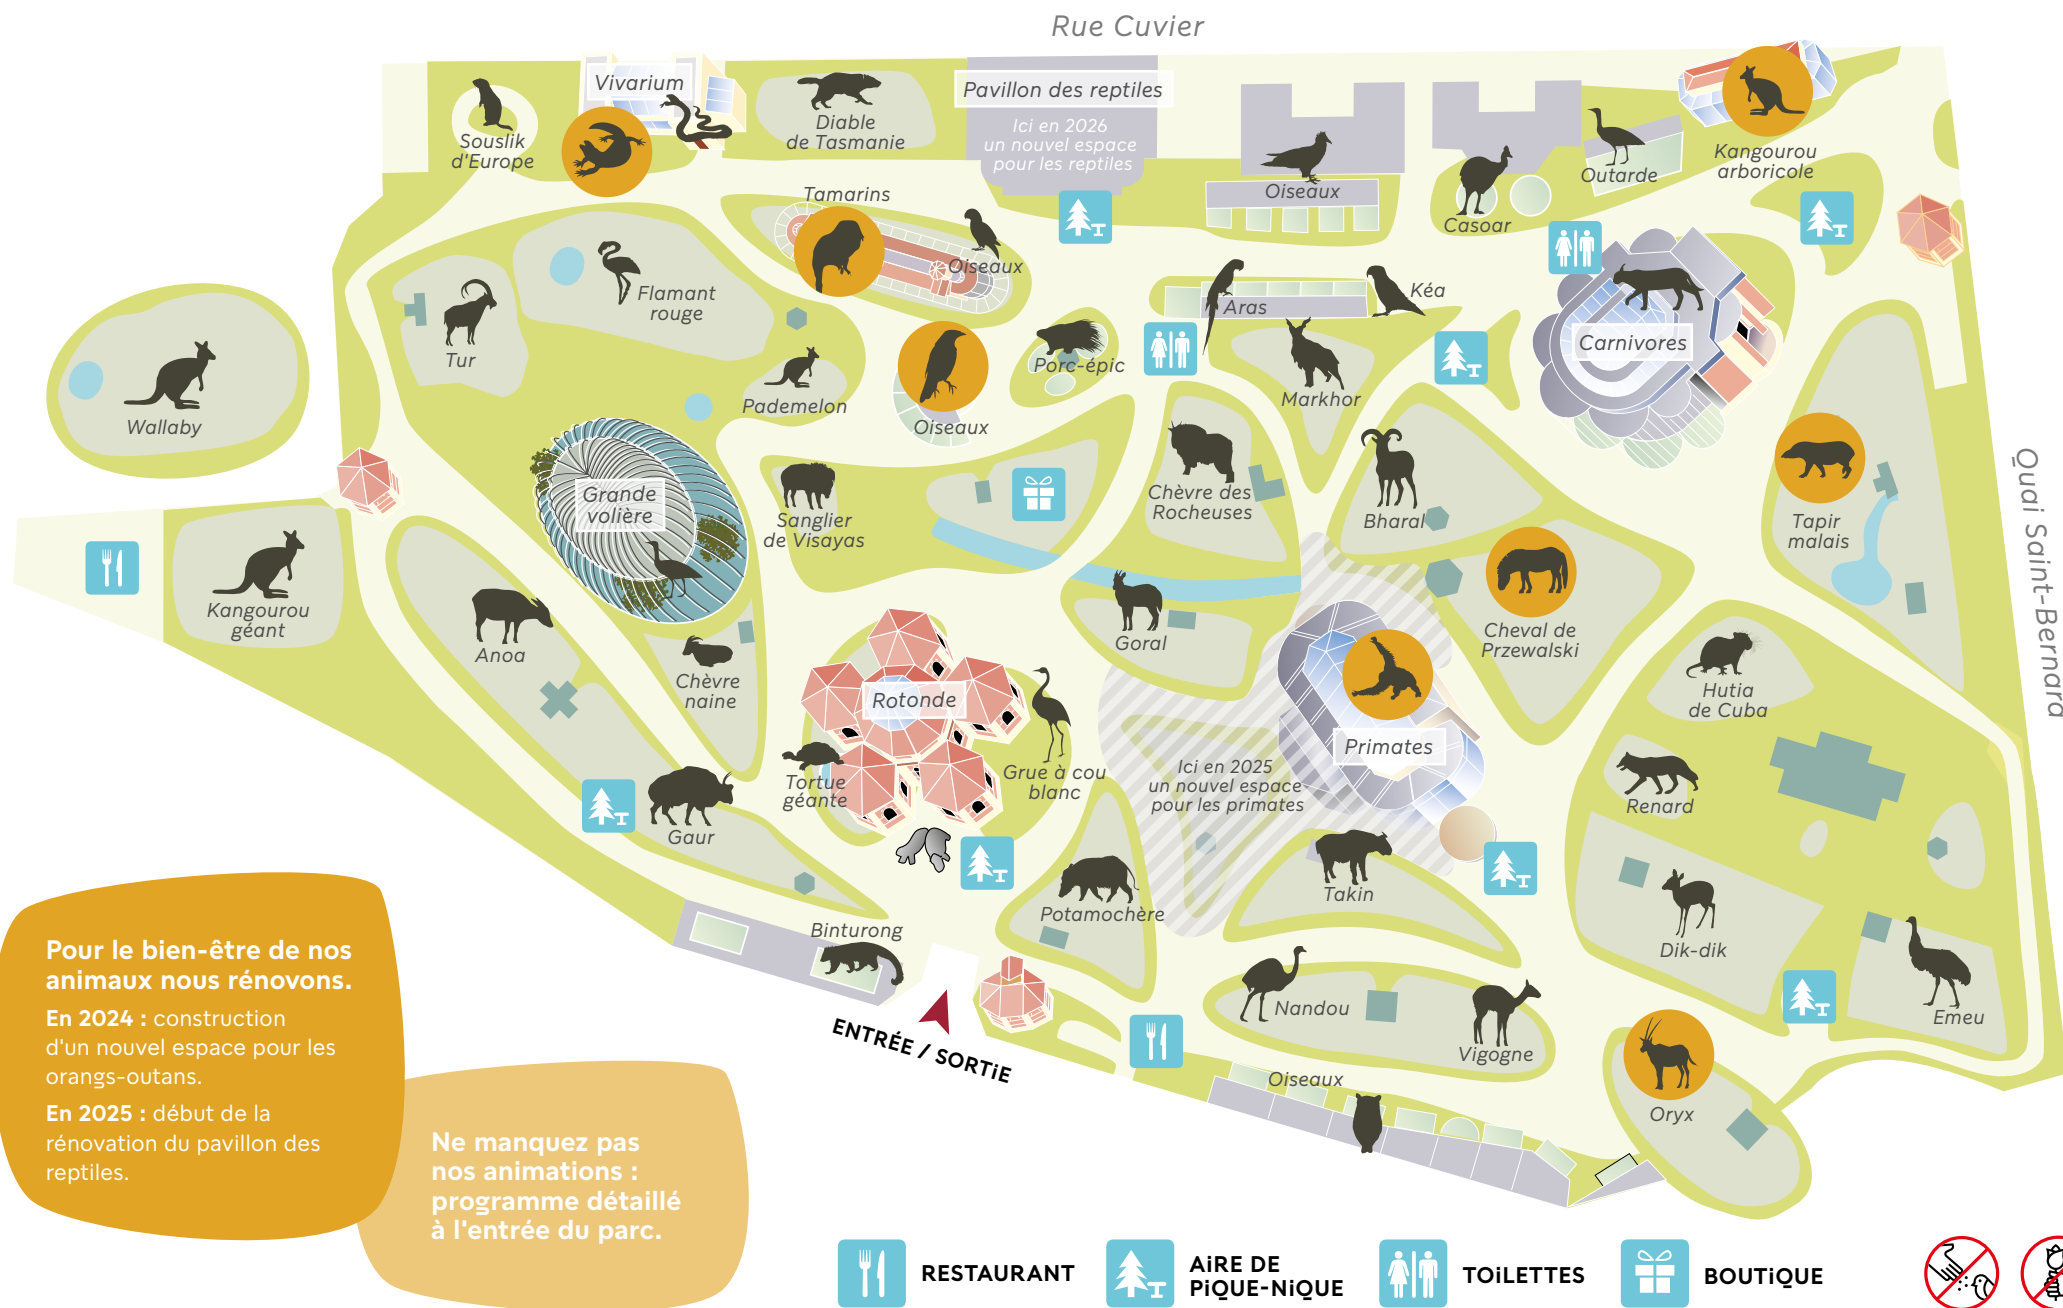 Rue Cuvier
Vivarium
Souslik
d'Europe
Diable
de Tasmanie
Pavillon des reptiles
Ici en 2026
un nouvel espace
pour les reptiles
Oiseaux
Casoar
Outarde
Kangourou
arboricole
Tamarins
Oiseaux
Flamant
rouge
Tur
Wallaby
Pademelon
Oiseaux
Porc-épic
Aras
Kéa
Markhor
Carnivores
Quai Saint-Bernard
Grande
volière
Sanglier
de Visayas
Chèvre des
Rocheuses
Bharal
Tapir
malais
Kangourou
géant
Anoa
Chèvre
naine
Rotonde
Goral
Cheval de
Przewalski
Hutia
de Cuba
Primates
Tortue
géante
Grue à cou
blanc
Ici en 2025
un nouvel espace
pour les primates
Renard
Gaur
Takin
Potamochère
Binturong
Dik-dik
Emeu
Nandou
Vigogne
ENTRÉE / SORTiE
Oiseaux
Oryx
Pour le bien-être de nos
animaux nous rénovons.
En 2024 : construction
d'un nouvel espace pour les
orangs-outans.
En 2025 : début de la
rénovation du pavillon des
reptiles.
Ne manquez pas
nos animations :
programme détaillé
à l'entrée du parc.
RESTAURANT
AiRE DE
PiQUE-NiQUE
TOiLETTES
BOUTiQUE